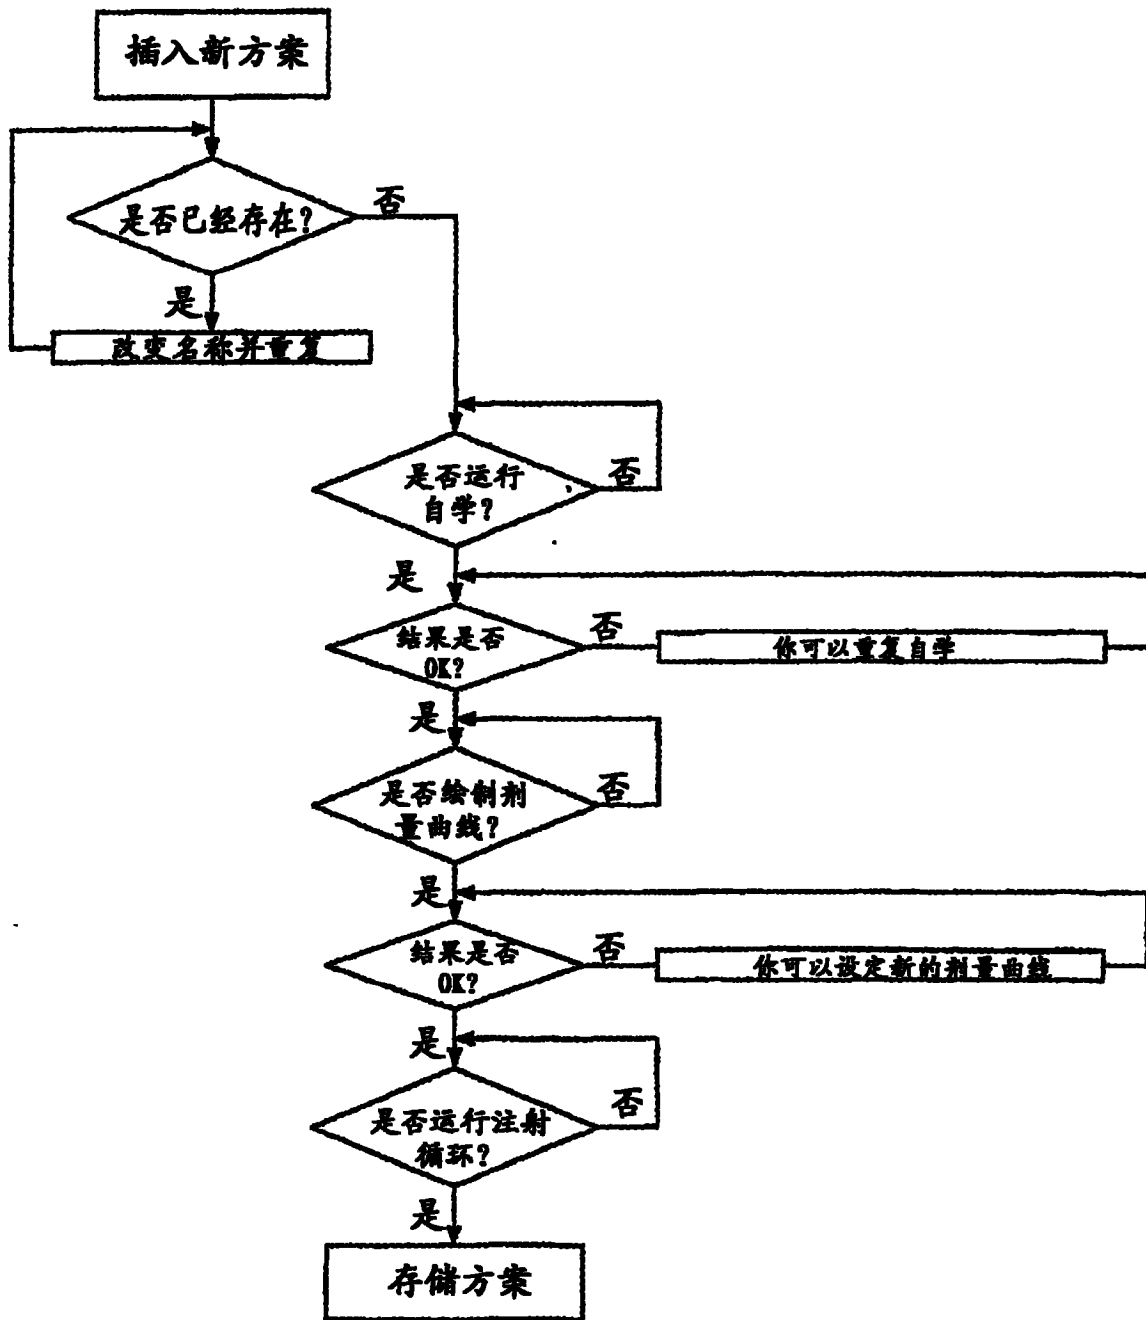 插入新方案
是否已经存在?
否
是
改变名称并重复
是否运行
自学?
否
是
结果是否
OK?
否
你可以重复自学
是
是否绘制剂
量曲线?
否
是
结果是否
OK?
否
你可以设定新的剂量曲线
是
是否运行注射
循环?
否
是
存储方案